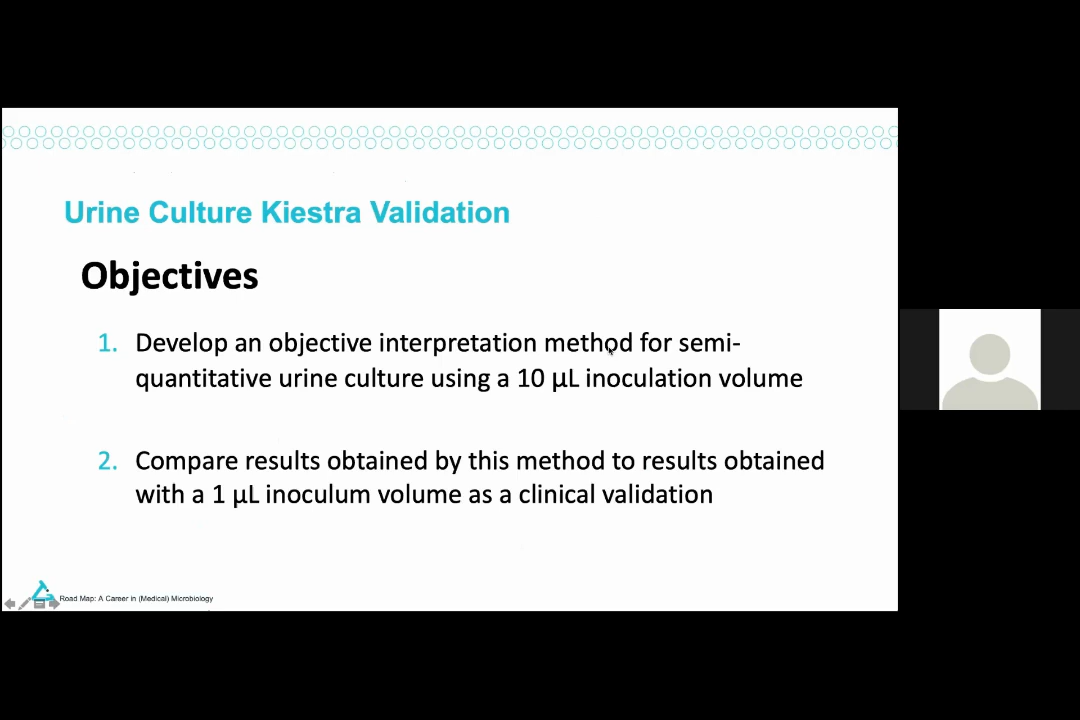 Urine Culture Kiestra Validation
Objectives
1. Develop an objective interpretation method for semi-
quantitative urine culture using a 10 µL inoculation volume
2. Compare results obtained by this method to results obtained
with a 1 µL inoculum volume as a clinical validation
Road Map: A Career in (Medical) Microbiology